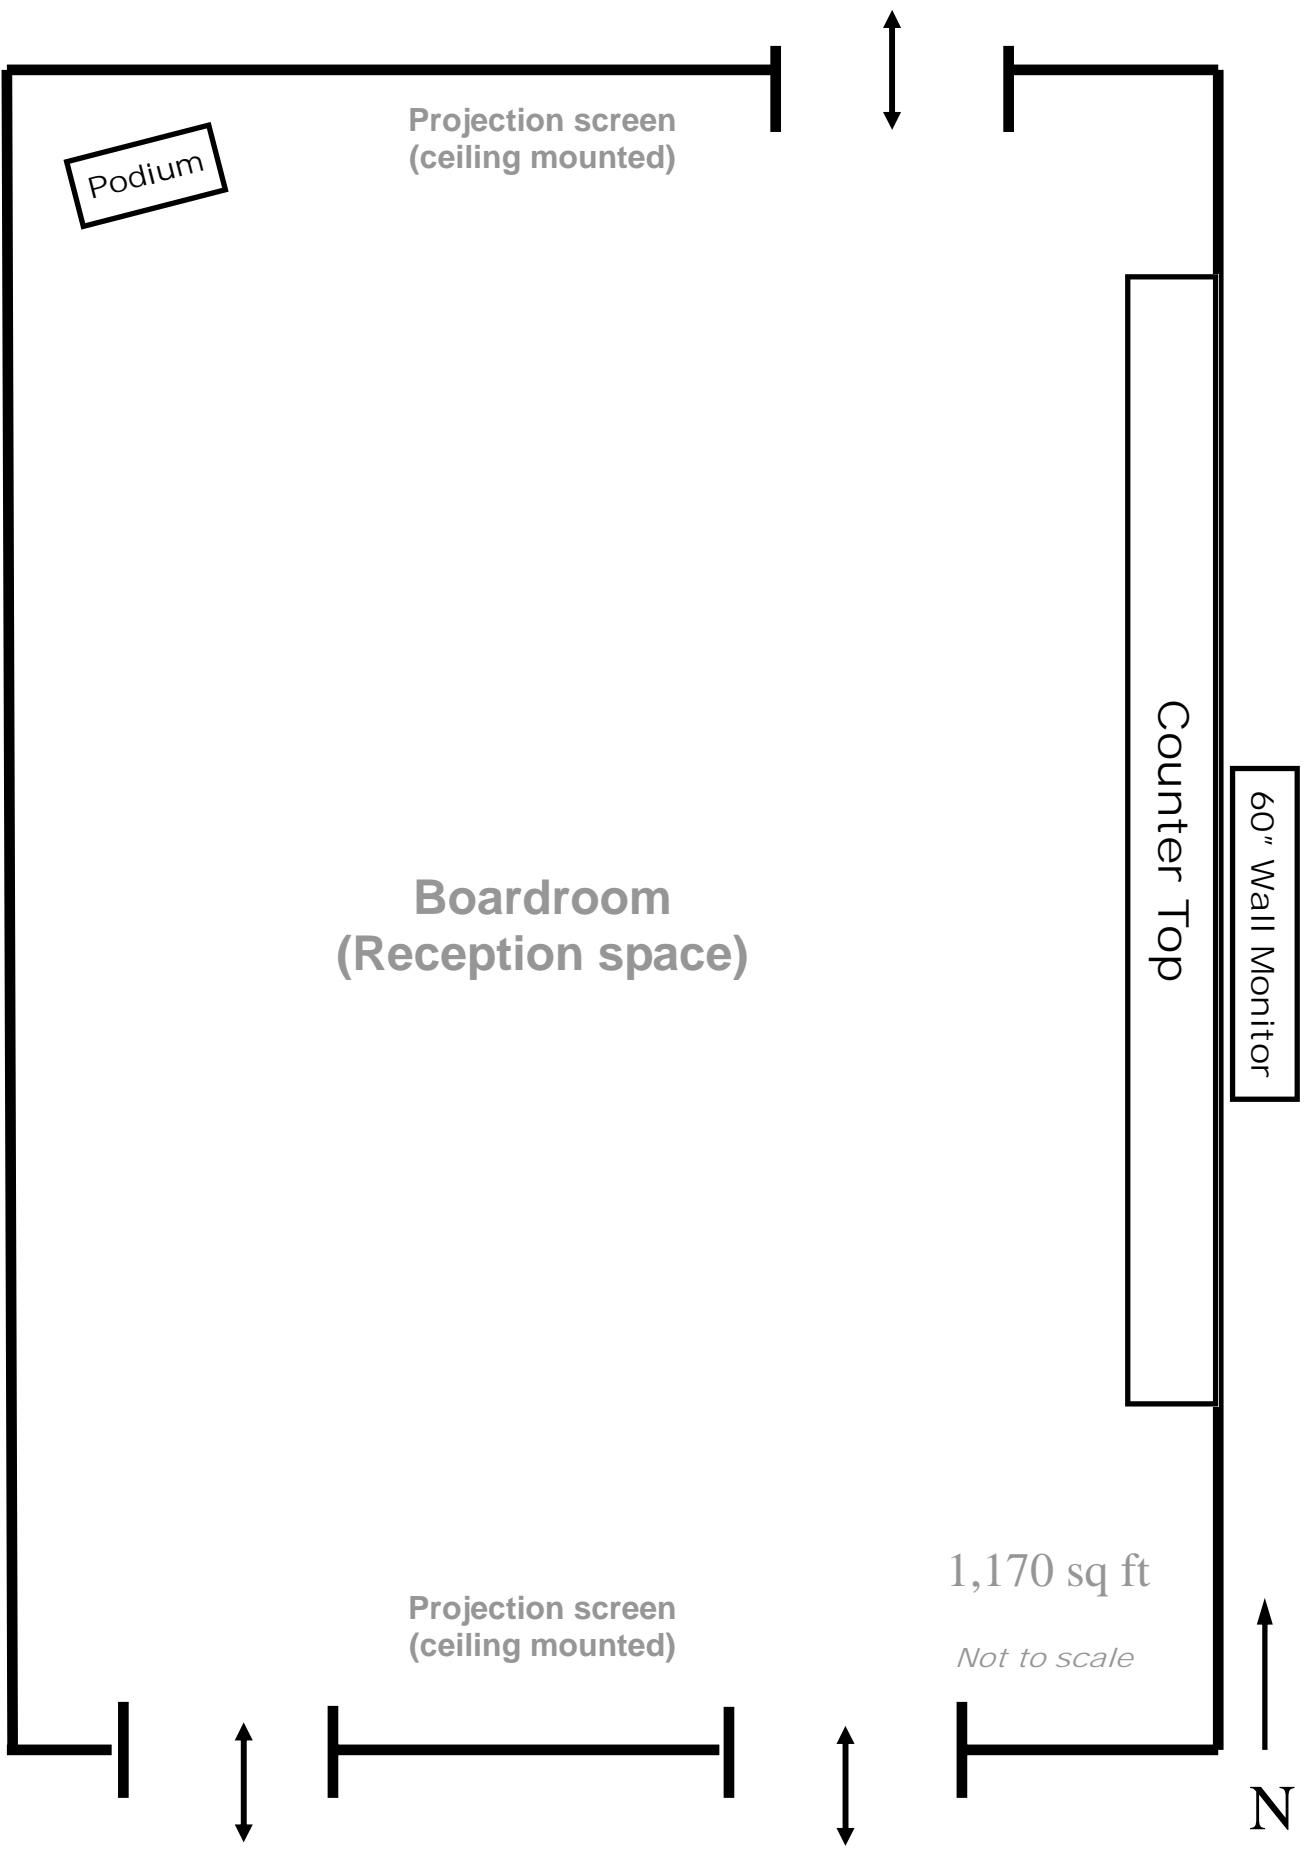 Projection screen
(ceiling mounted)
Podium
Counter Top
60" Wall Monitor
Boardroom
(Reception space)
1,170 sq ft
Projection screen
(ceiling mounted)
Not to scale
N